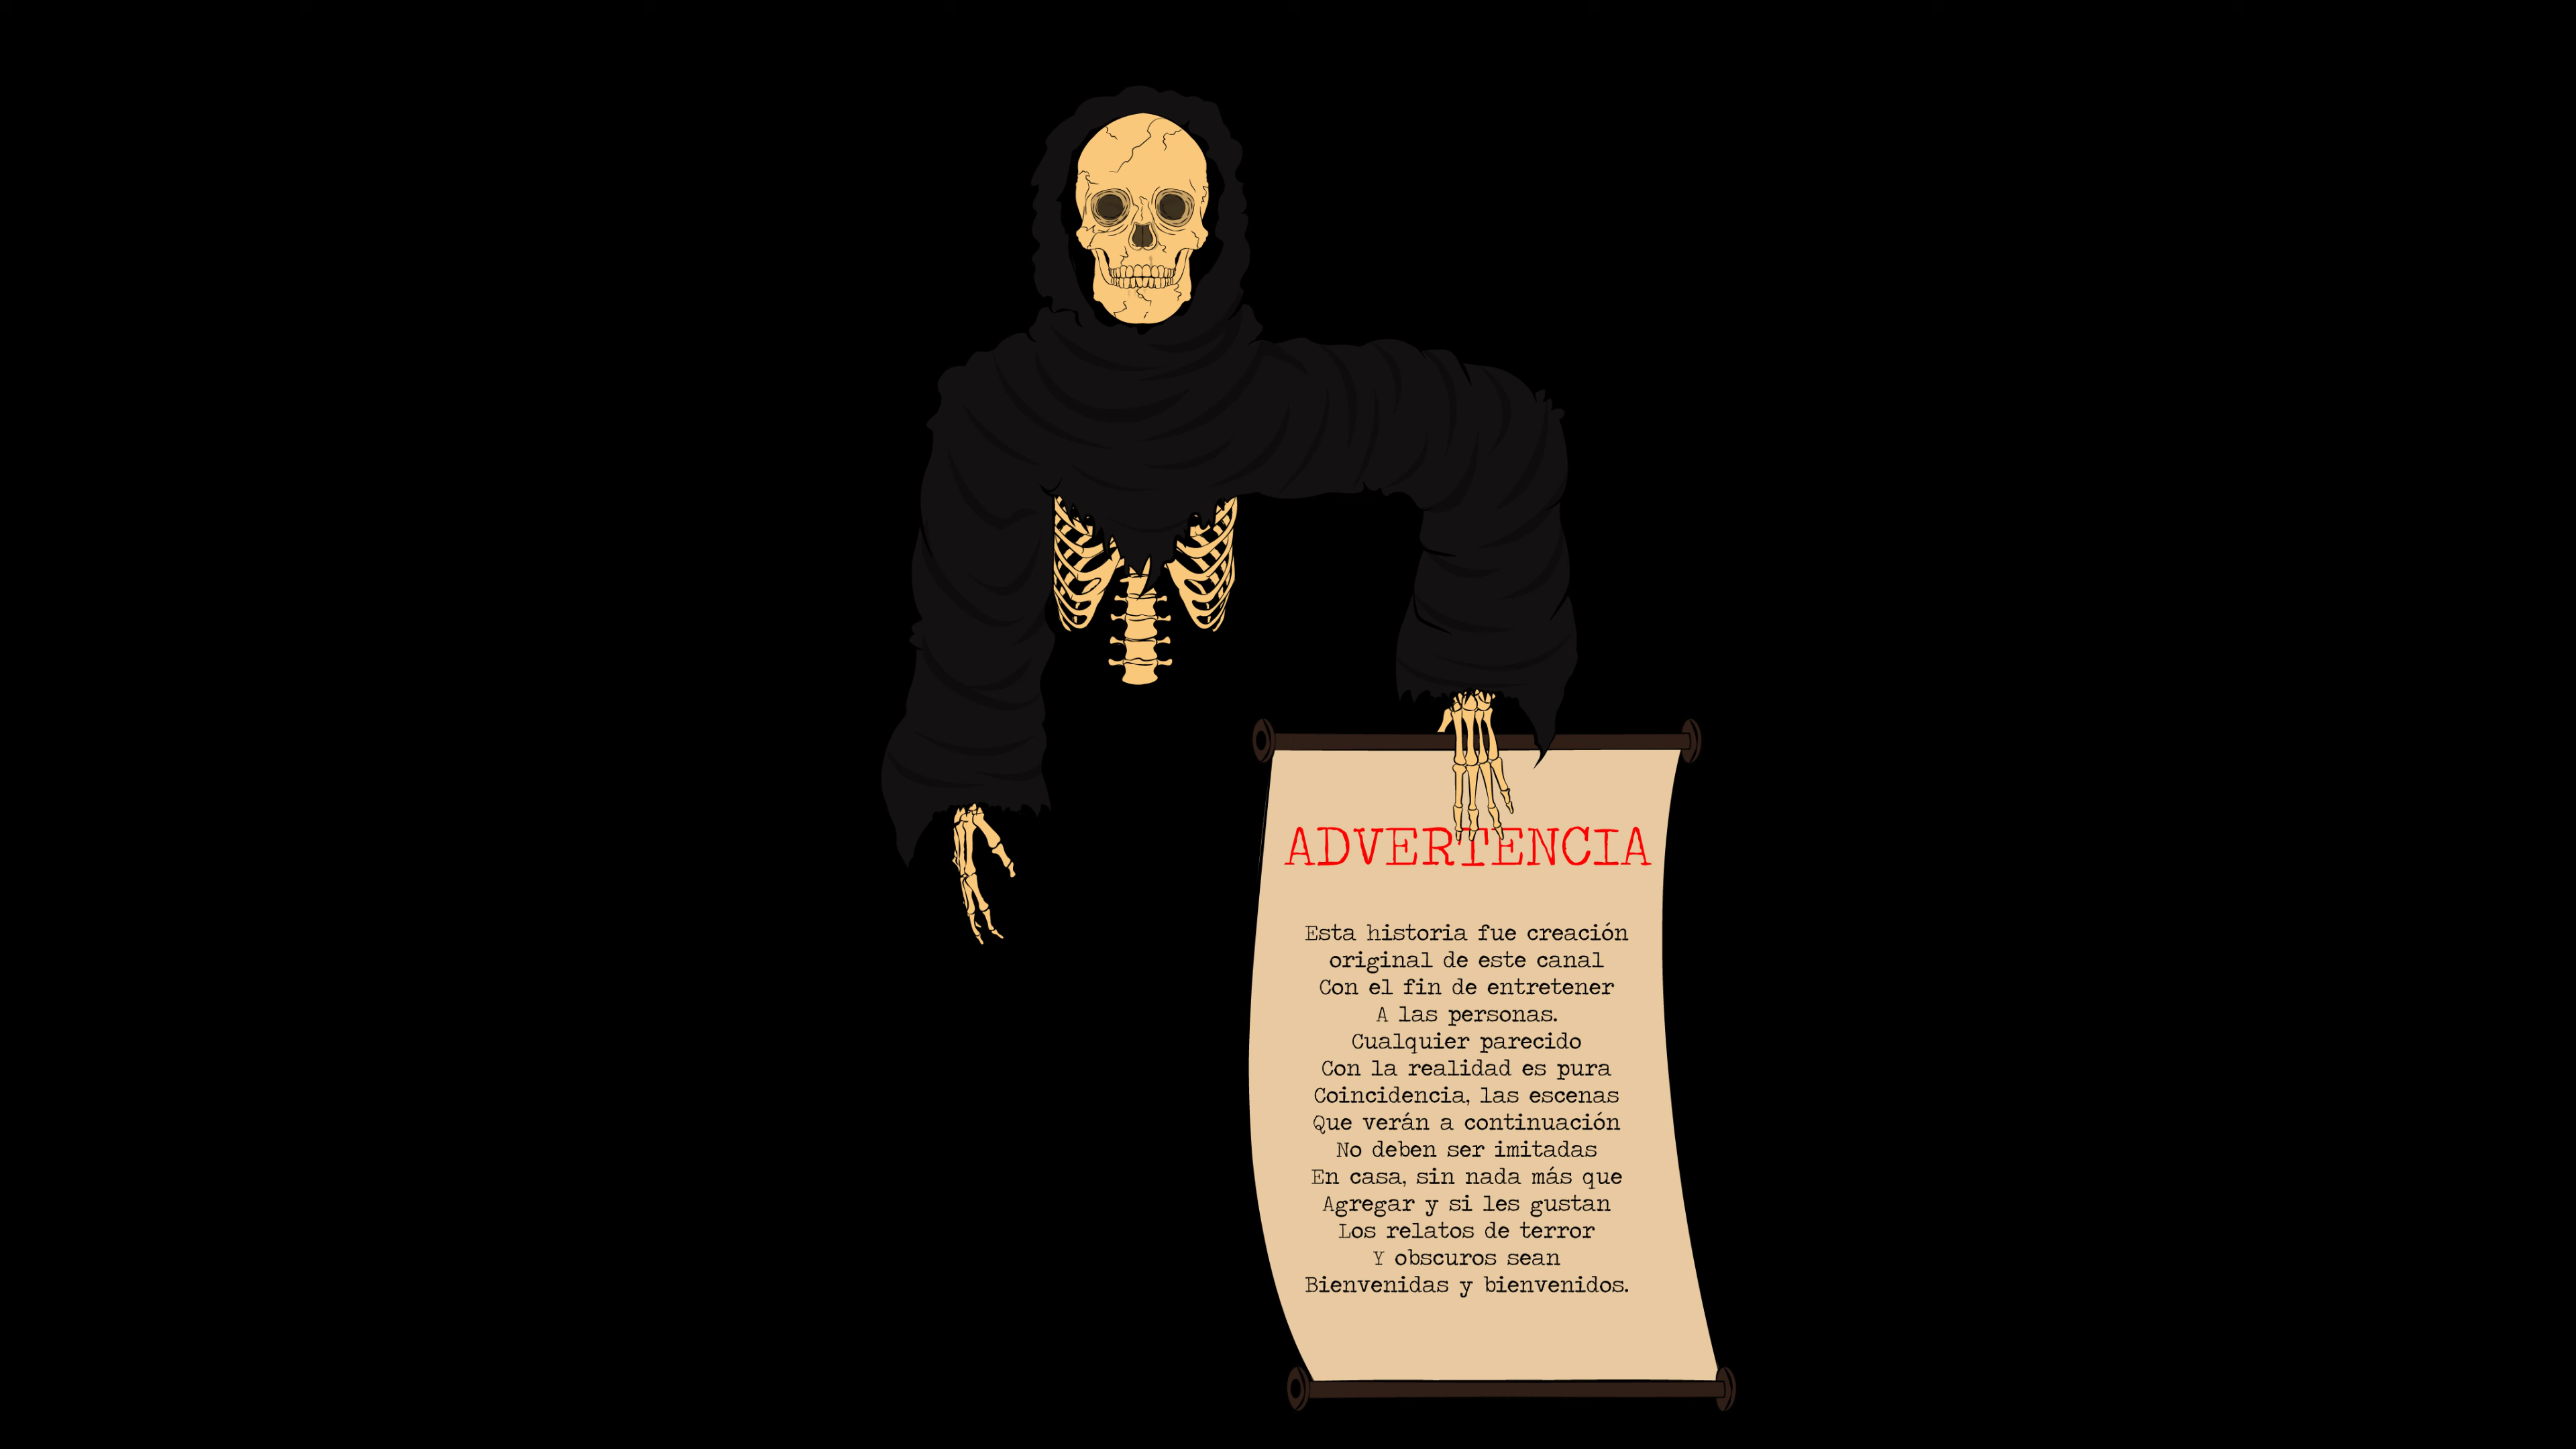 ADVERTENCIA
Esta historia fue creación
original de este canal
Con el fin de entretener
A las personas.
Cualquier parecido
Con la realidad es pura
Coincidencia, las escenas
Que verán a continuación
No deben ser imitadas
En casa, sin nada más que
Agregar y si les gustan
Los relatos de terror
Y obscuros sean
Bienvenidas y bienvenidos.